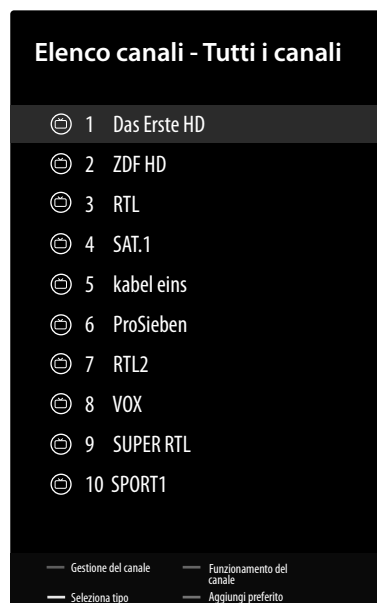 Elenco canali - Tutti i canali
1 Das Erste HD
2 ZDF HD
3 RTL
4 SAT.1
5 kabel eins
6 ProSieben
7 RTL2
8 VOX
9 SUPER RTL
10 SPORT1
Gestione del canale
Funzionamento del
canale
Seleziona tipo
Aggiungi preferito